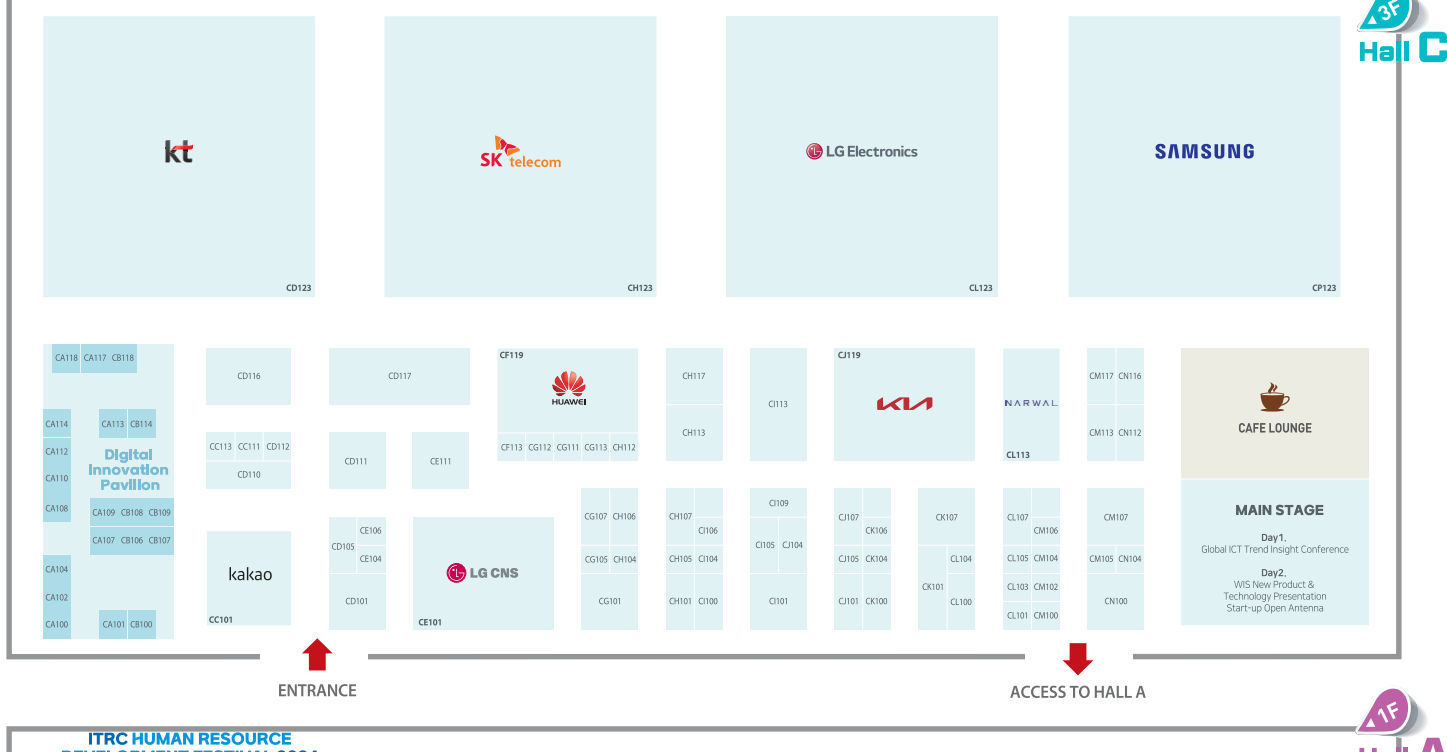 ▲3F
Hall C
kt
CD123
SK telecom
CH123
LG Electronics
CL123
SAMSUNG
CP123
CA118 CA117 CB118
CA114 CA113 CB114
CA112
CA110
CA108
Digital
Innovation
Pavilion
CA109 CB108 CB109
CA107 CB106 CB107
CA104
CA102
CA100
CA101 CB100
CD116
CC113 CC111 CD112
CD110
kakao
CC101
CD117
CD111
CE111
CE106
CD105
CE104
CD101
LG CNS
CE101
CF119
HUAWEI
CF113 CG112 CG111 CG113 CH112
CG107 CH106
CG105 CH104
CG101
CH117
CH113
CH107
CI106
CH105 CI104
CH101 CI100
CI113
CI109
CI105 CJ104
CI101
CJ119
KIA
CJ107
CK106
CJ105 CK104
CJ101 CK100
CK107
CL104
CK101
CL100
NARWAL
CL113
CL107
CM106
CL105 CM104
CL103 CM102
CL101 CM100
CM117 CN116
CM113 CN112
CM107
CM105 CN104
CN100
CAFE LOUNGE
MAIN STAGE
Day1.
Global ICT Trend Insight Conference
Day2.
WIS New Product &
Technology Presentation
Start-up Open Antenna
ENTRANCE
ACCESS TO HALL A
▲1F
Hall A
ITRC HUMAN RESOURCE
DEVELOPMENT FESTIVAL 2024